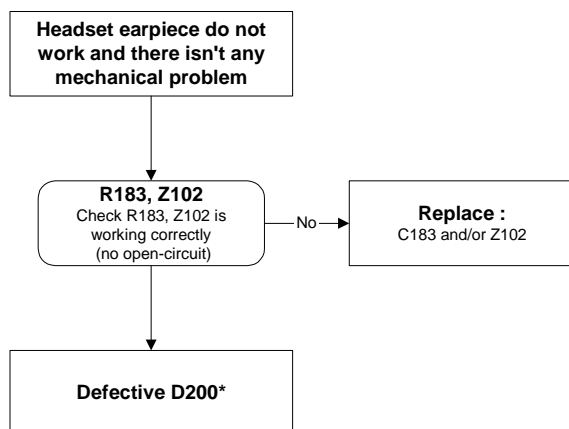 Headset earpiece do not
work and there isn't any
mechanical problem
R183, Z102
Check R183, Z102 is
working correctly
(no open-circuit)
No
Replace :
C183 and/or Z102
Defective D200*